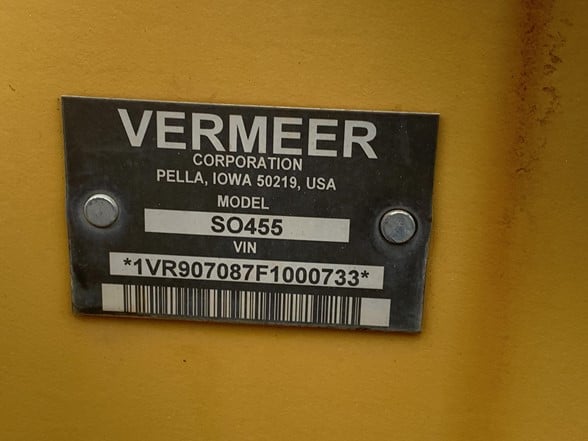 VERMEER
CORPORATION
PELLA, IOWA 50219, USA
MODEL
SO455
VIN
*1VR907087F1000733*